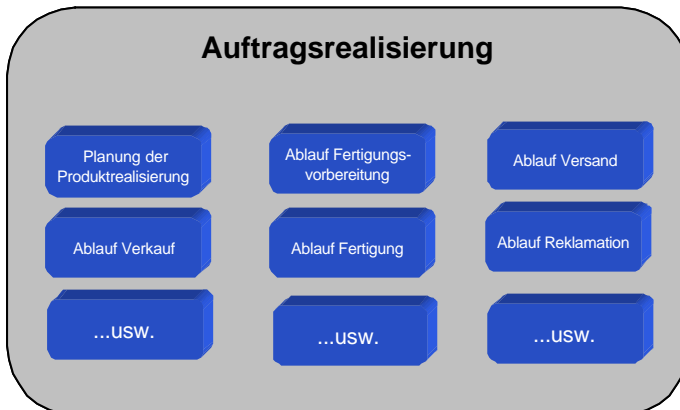 Auftragsrealisierung
Planung der
Produktrealisierung
Ablauf Fertigungs-
vorbereitung
Ablauf Versand
Ablauf Verkauf
Ablauf Fertigung
Ablauf Reklamation
...usw.
...usw.
...usw.